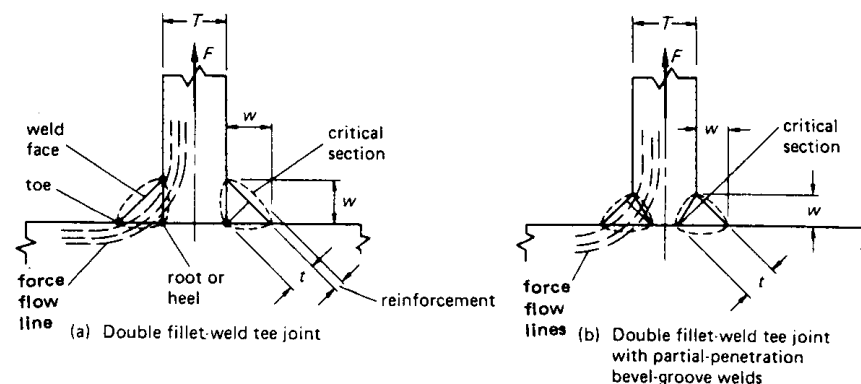 T
F
w
weld
face
critical
section
toe
w
force
flow
line
root or
heel
t
reinforcement
(a) Double fillet-weld tee joint
T
F
w
critical
section
w
force
flow
lines
t
(b) Double fillet-weld tee joint
with partial-penetration
bevel-groove welds